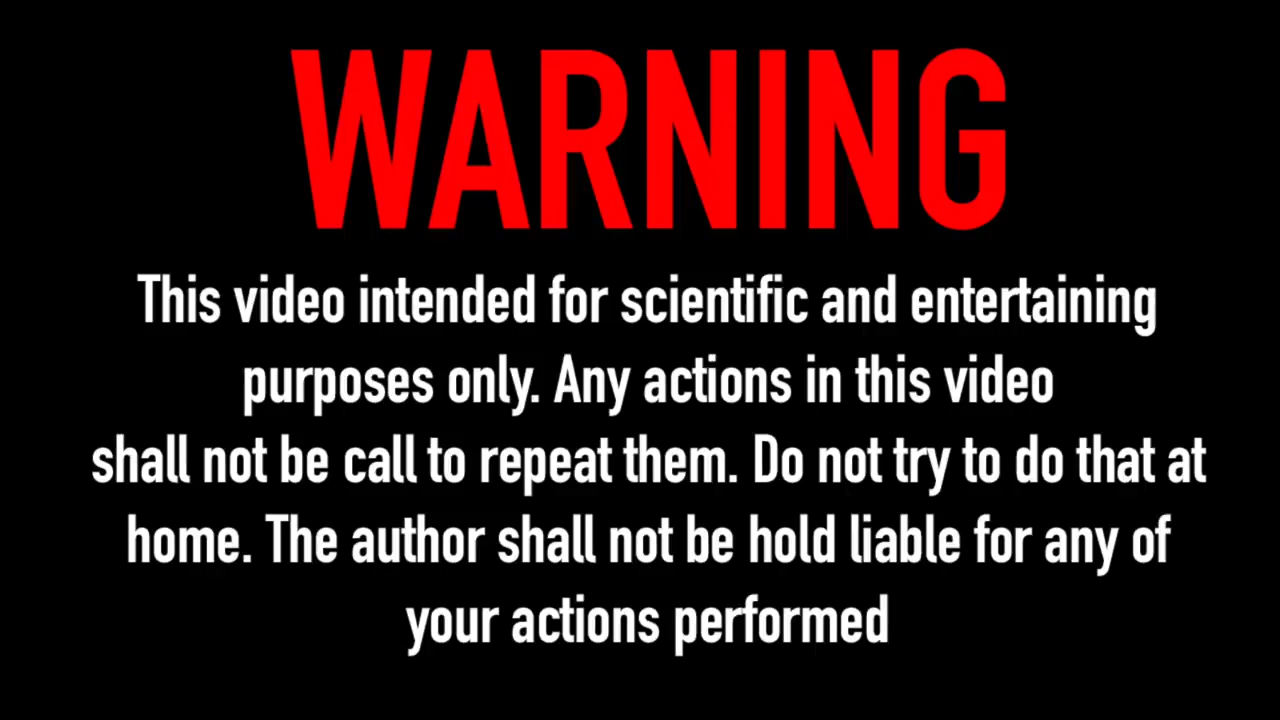 WARNING
This video intended for scientific and entertaining
purposes only. Any actions in this video
shall not be call to repeat them. Do not try to do that at
home. The author shall not be hold liable for any of
your actions performed